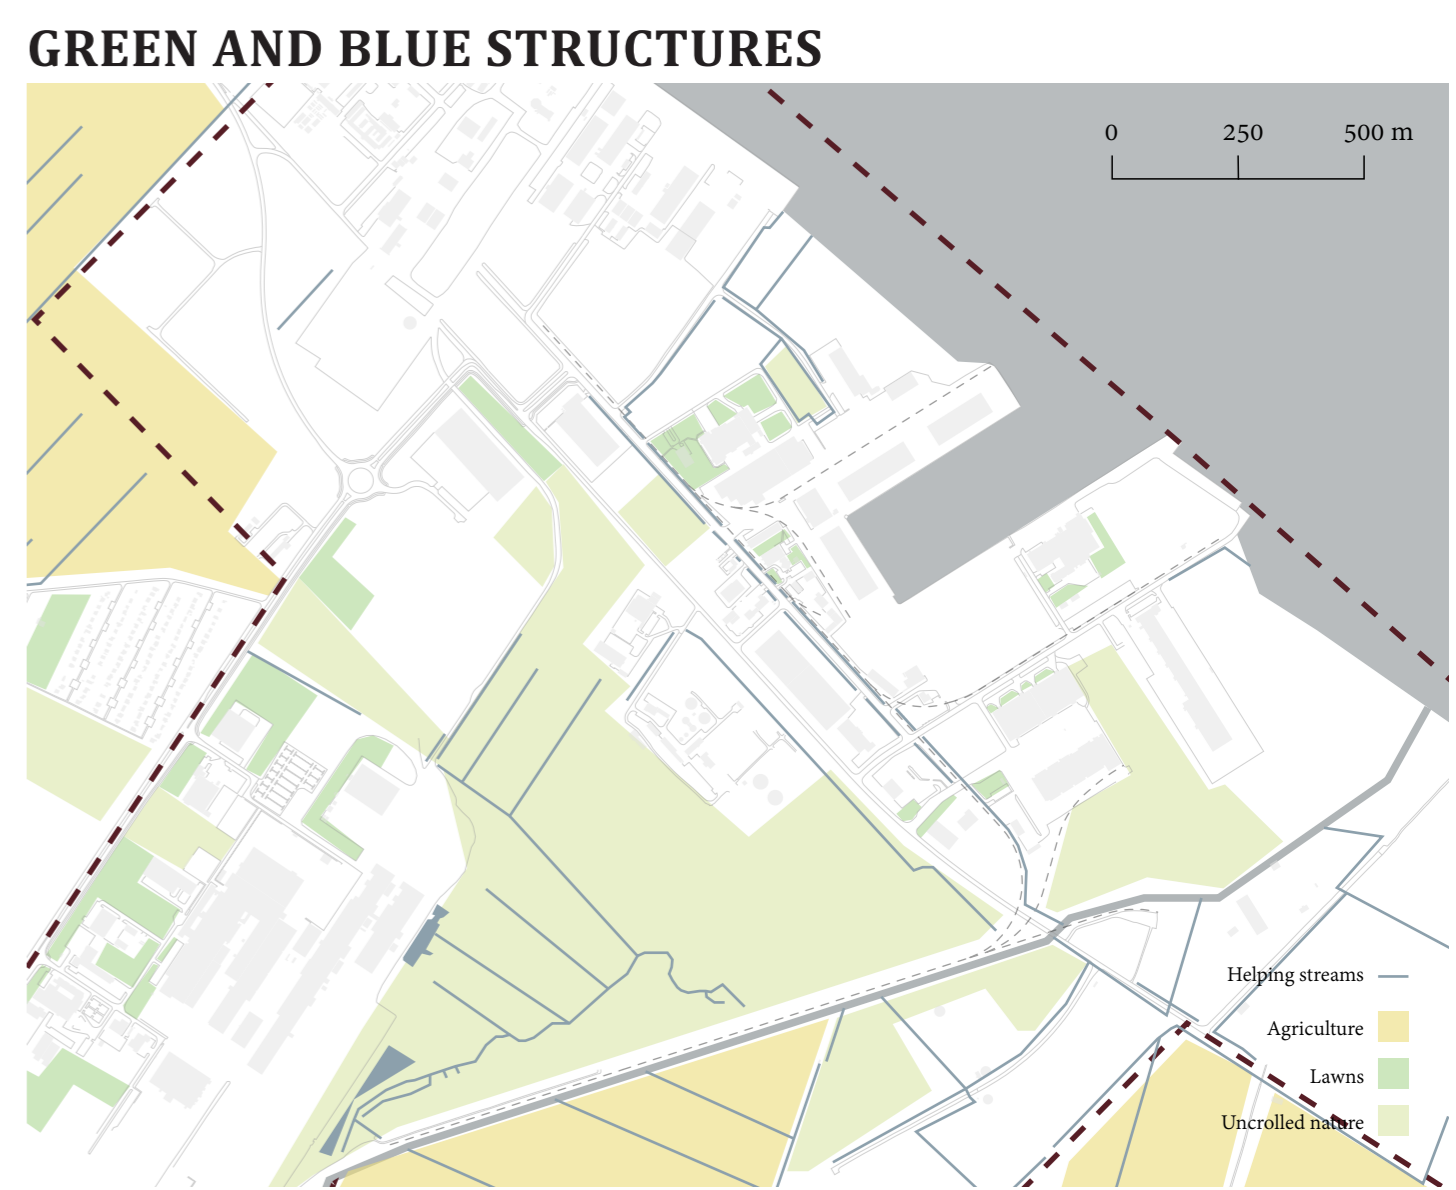 GREEN AND BLUE STRUCTURES
0 250 500 m
Helping streams
Agriculture
Lawns
Uncrolled nature